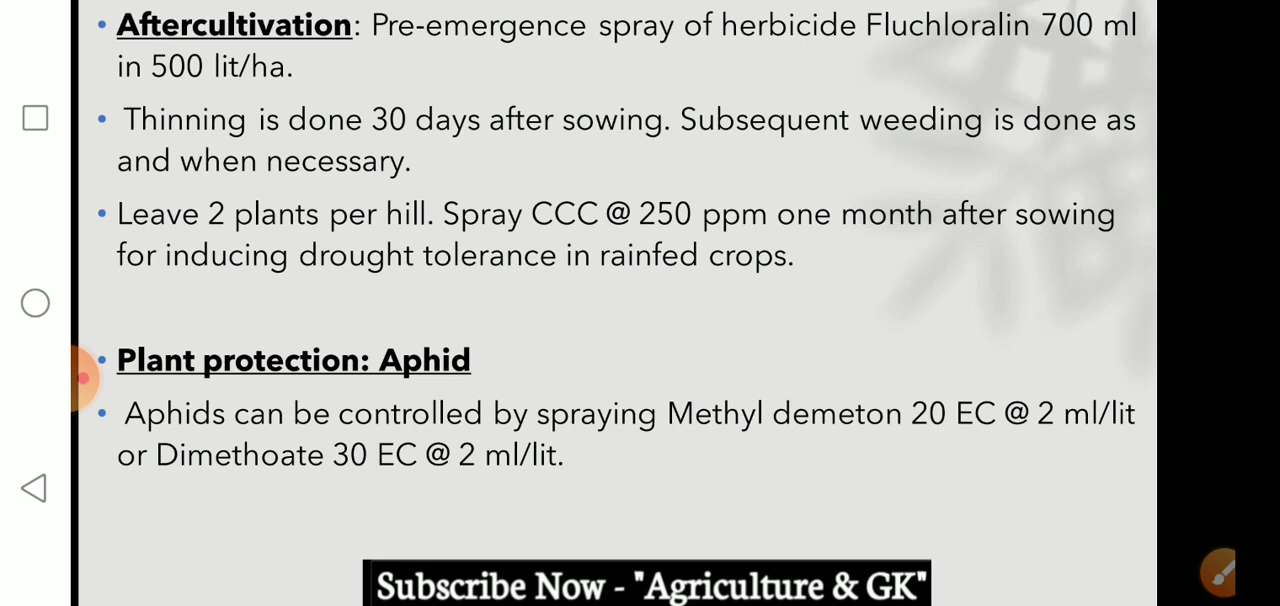 • Aftercultivation: Pre-emergence spray of herbicide Fluchloralin 700 ml
in 500 lit/ha.
• Thinning is done 30 days after sowing. Subsequent weeding is done as
and when necessary.
• Leave 2 plants per hill. Spray CCC @ 250 ppm one month after sowing
for inducing drought tolerance in rainfed crops.
• Plant protection: Aphid
• Aphids can be controlled by spraying Methyl demeton 20 EC @ 2 ml/lit
or Dimethoate 30 EC @ 2 ml/lit.
Subscribe Now - "Agriculture & GK"